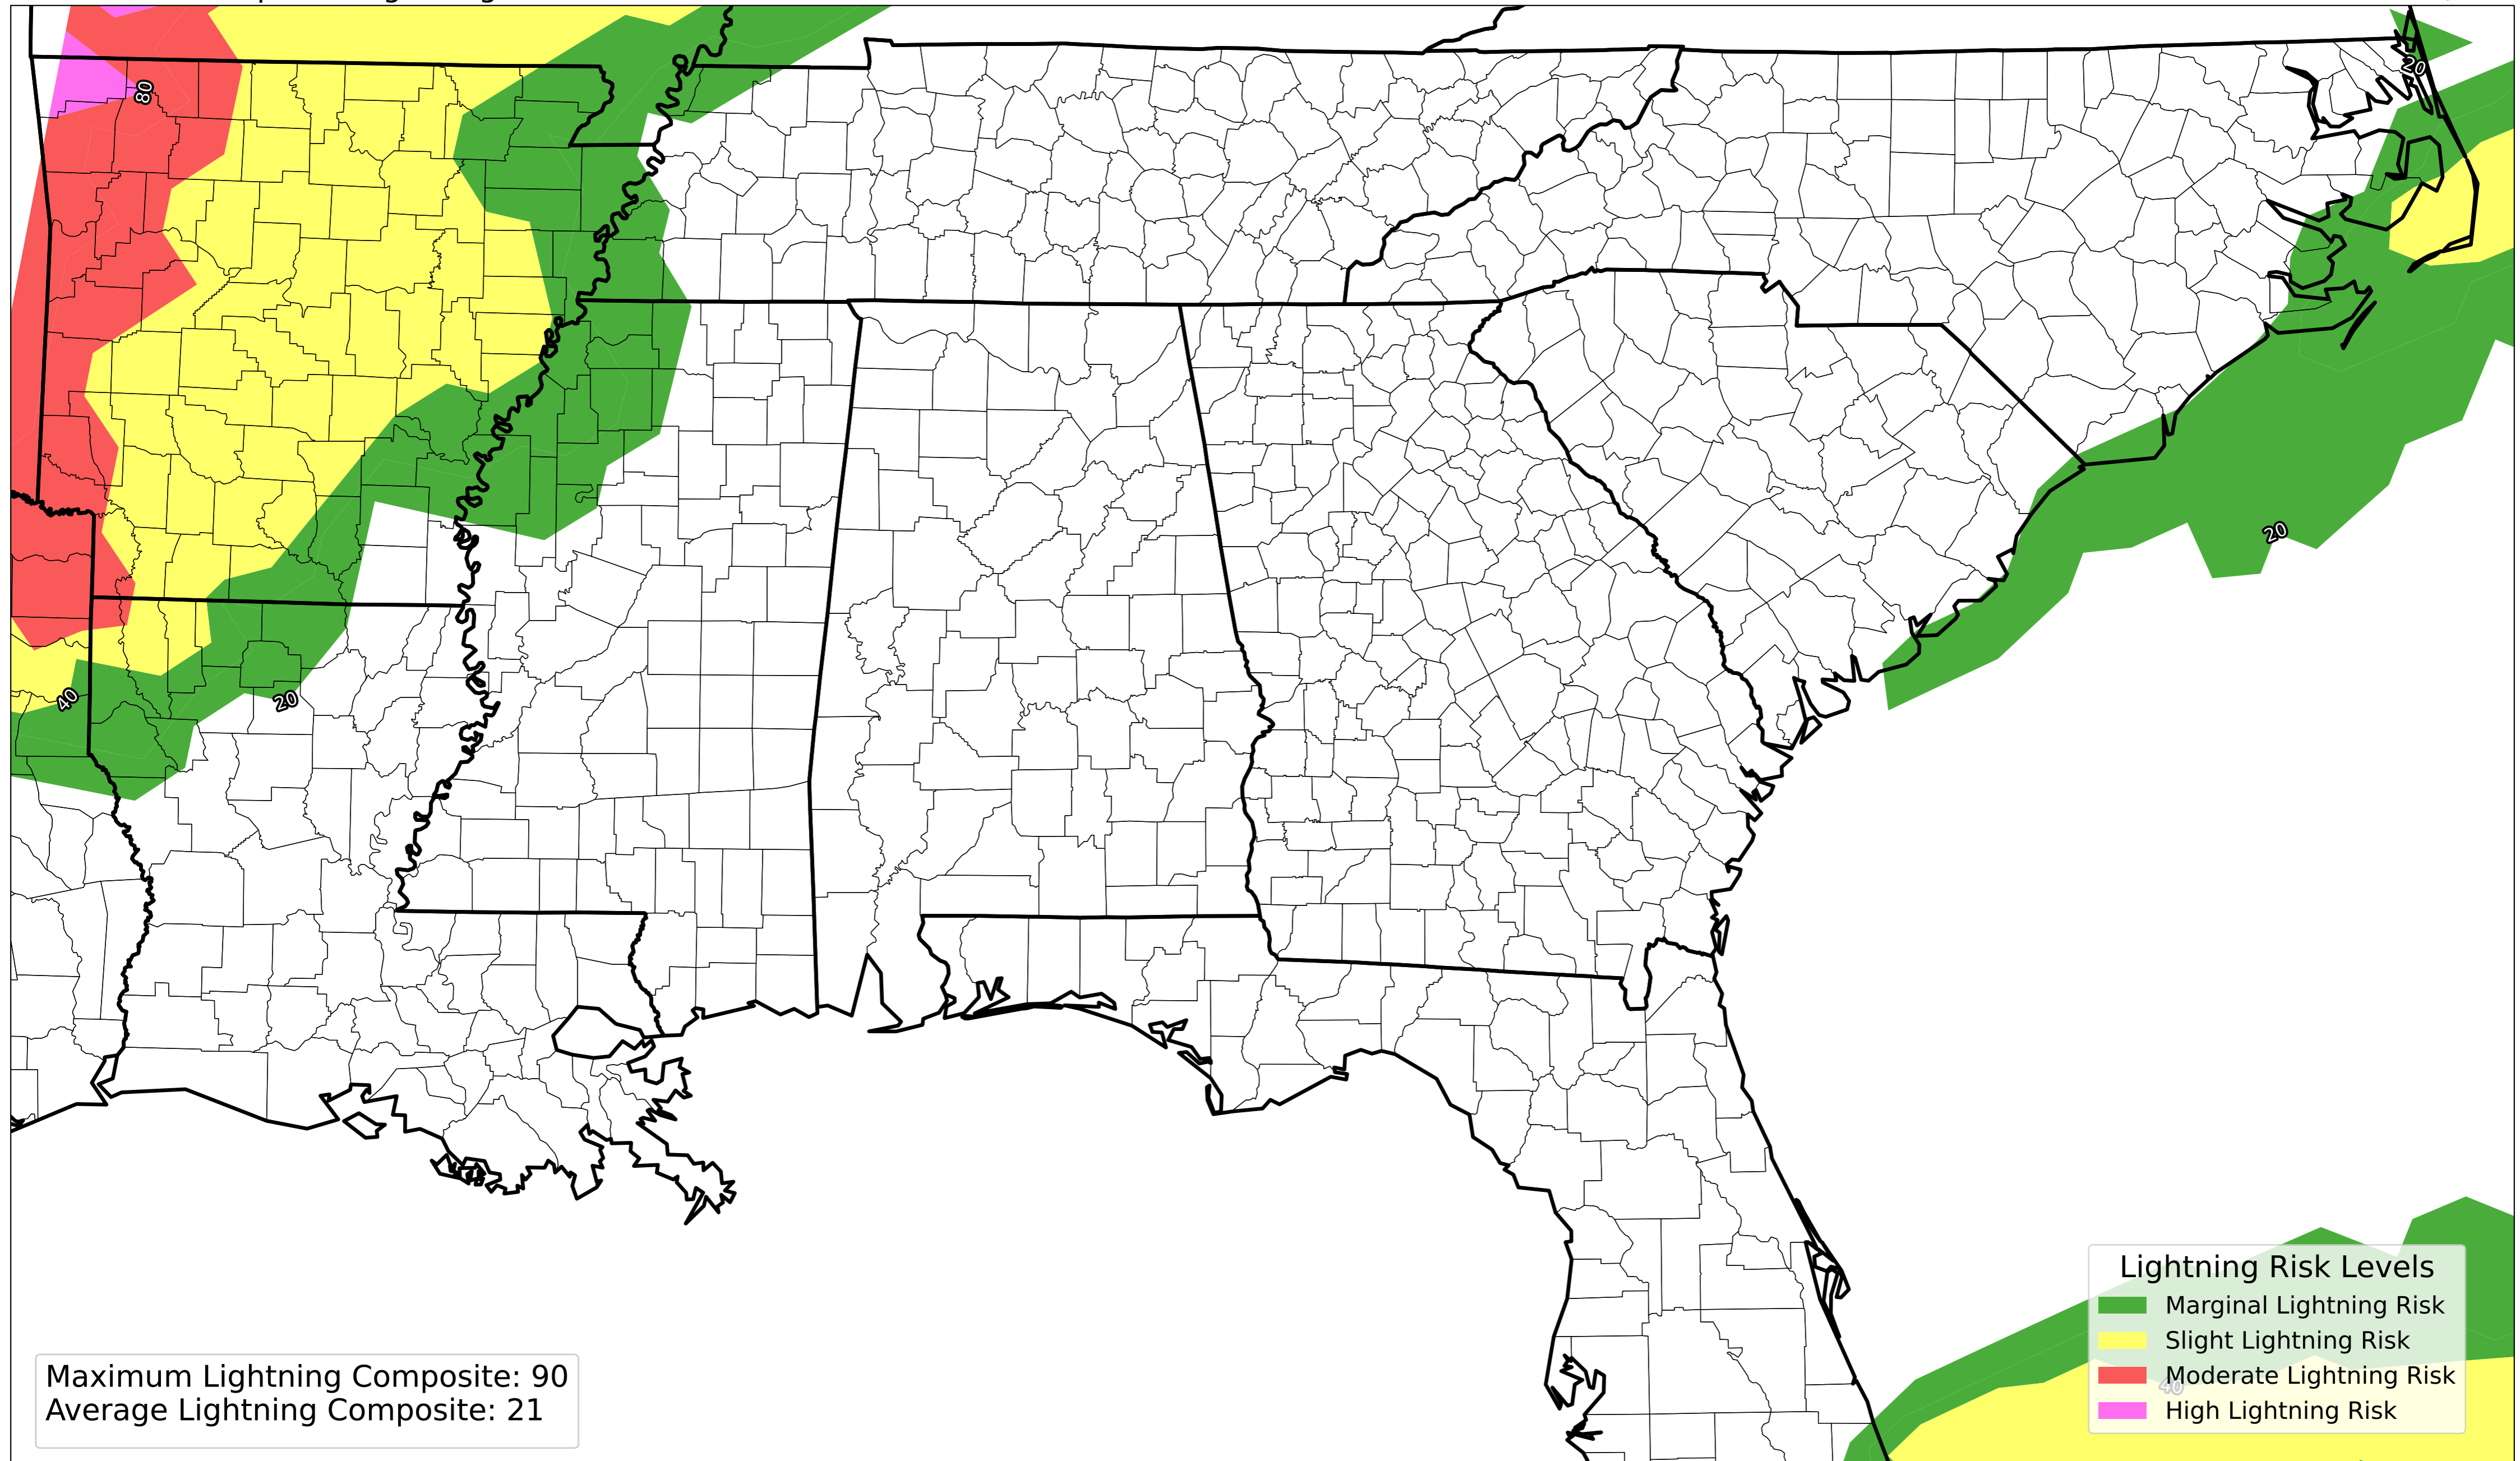 80
20
20
40
20
Lightning Risk Levels
Marginal Lightning Risk
Slight Lightning Risk
Moderate Lightning Risk
High Lightning Risk
40
Maximum Lightning Composite: 90
Average Lightning Composite: 21